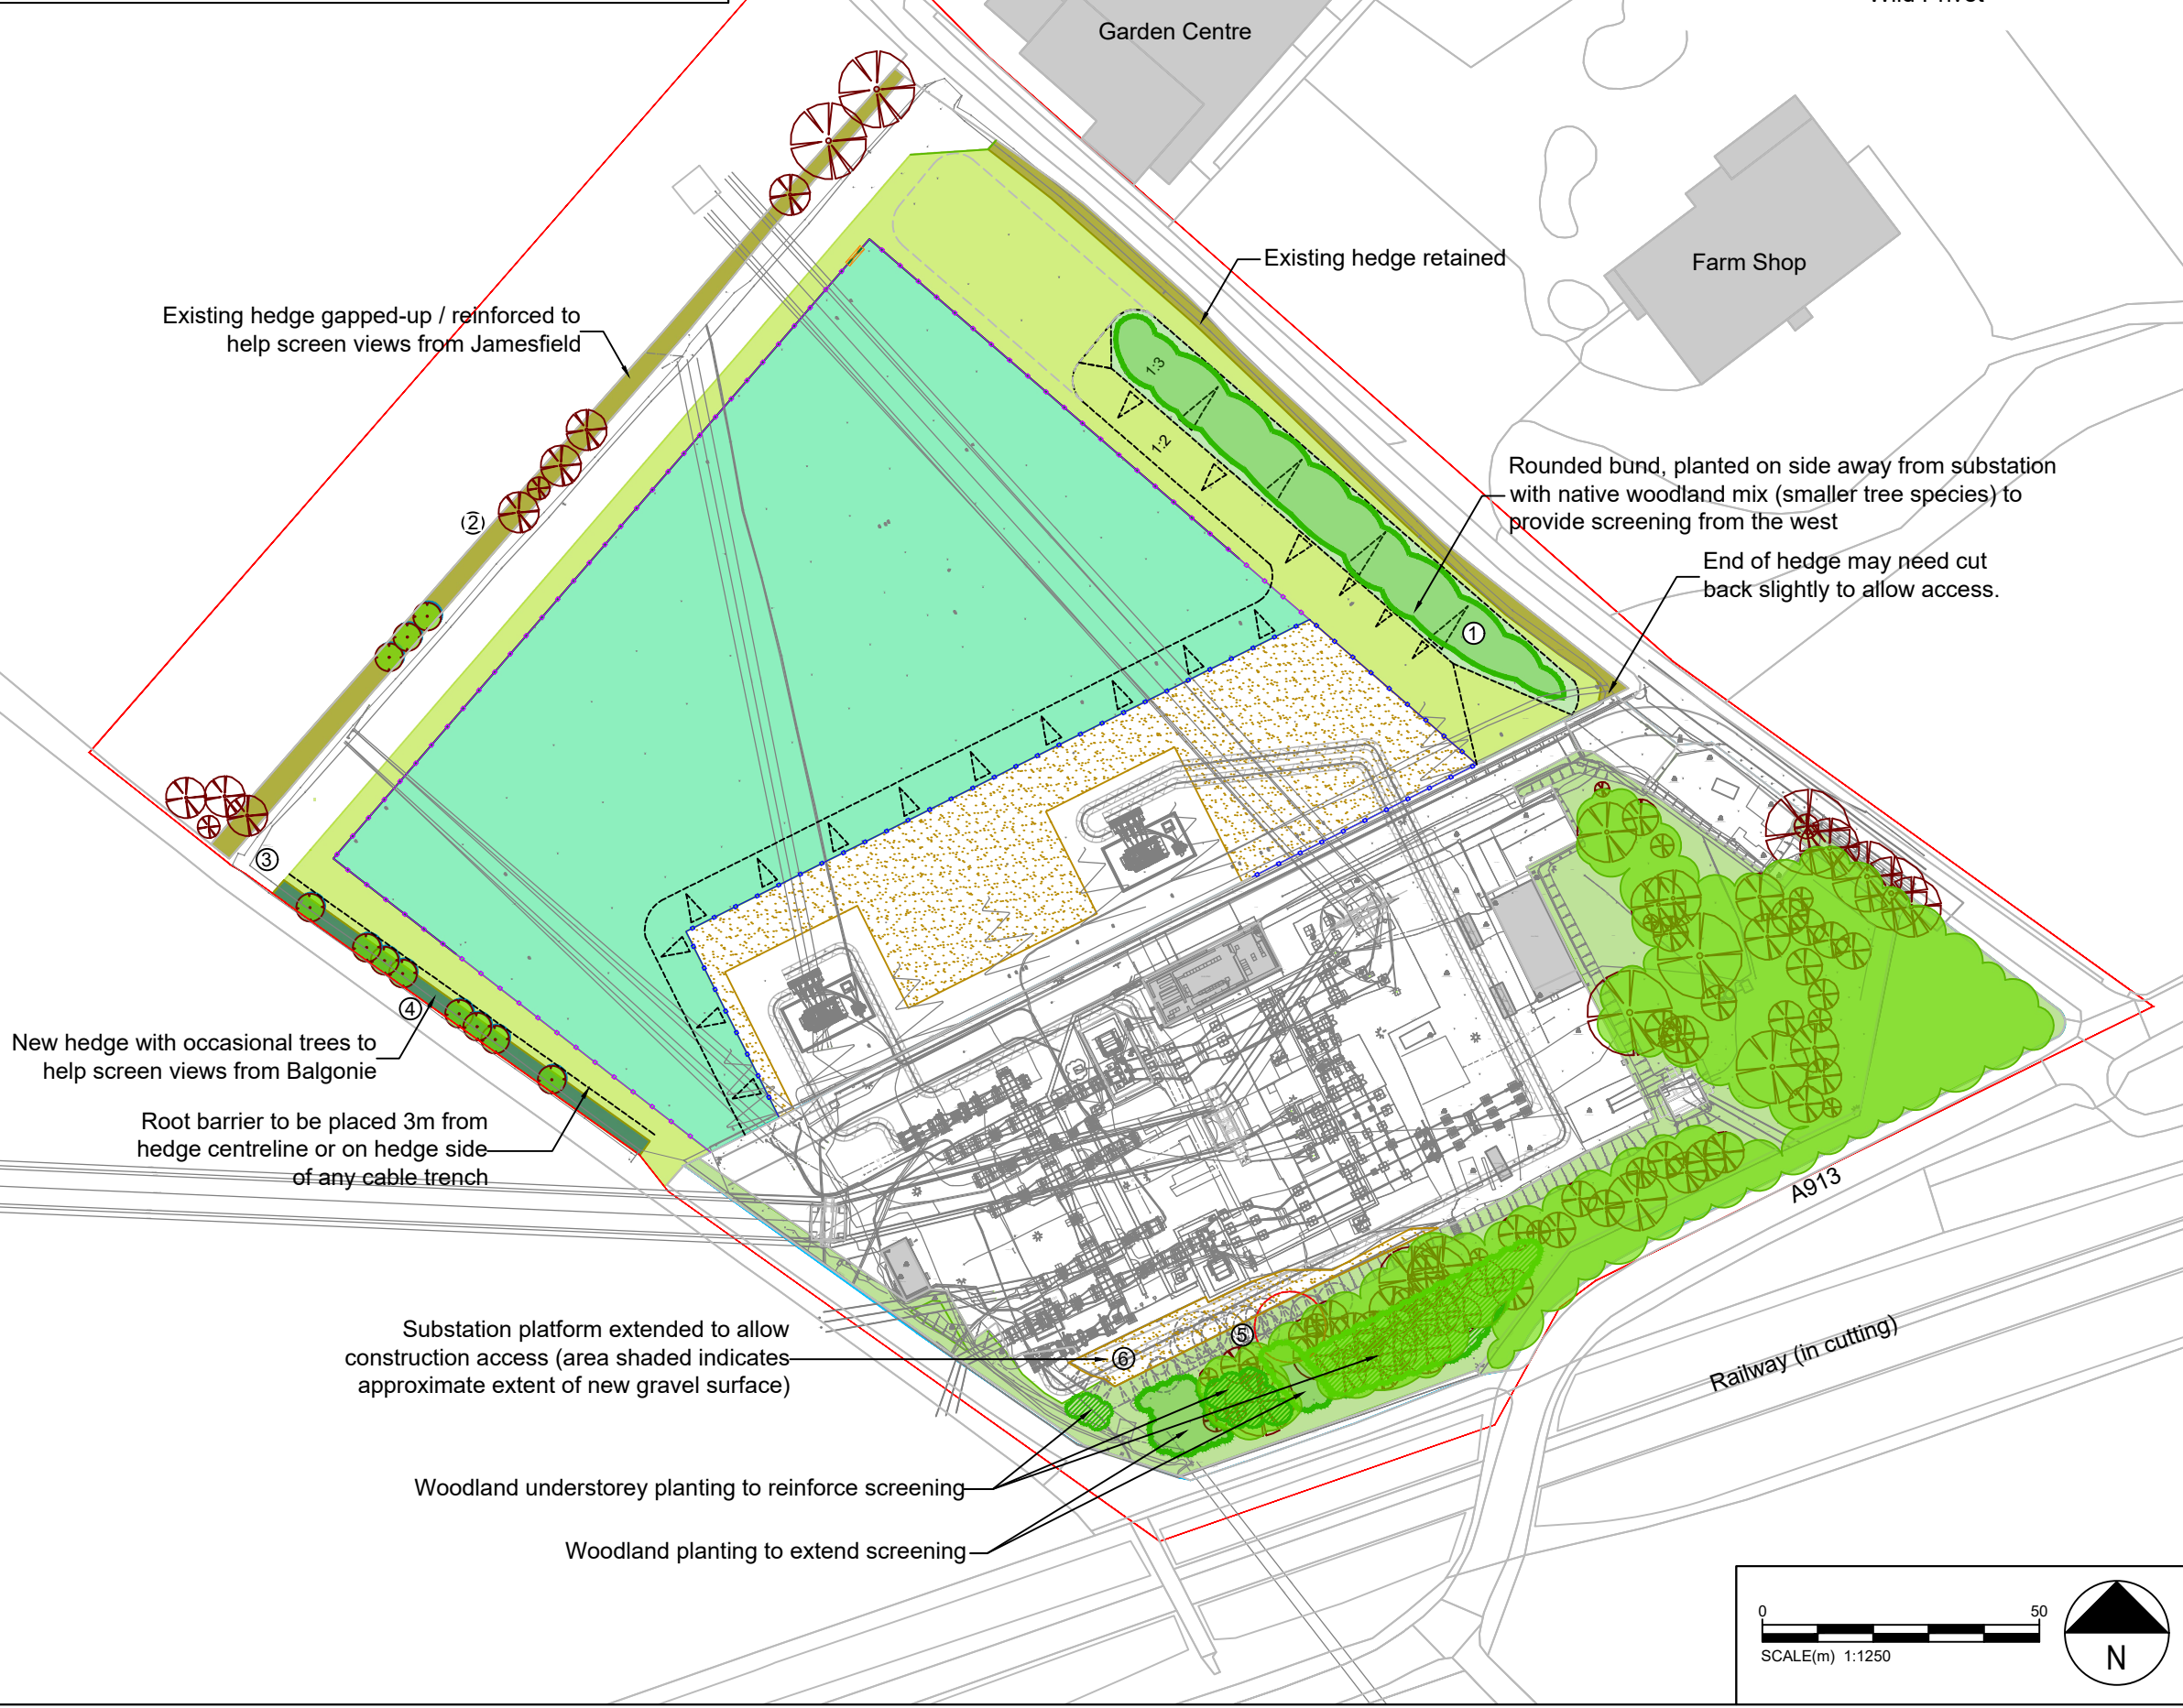 Garden Centre
Farm Shop
Existing hedge retained
Existing hedge gapped-up / reinforced to
help screen views from Jamesfield
1:3
1:2
Rounded bund, planted on side away from substation
with native woodland mix (smaller tree species) to
provide screening from the west
End of hedge may need cut
back slightly to allow access.
2
1
3
4
New hedge with occasional trees to
help screen views from Balgonie
Root barrier to be placed 3m from
hedge centreline or on hedge side
of any cable trench
A913
Substation platform extended to allow
construction access (area shaded indicates
approximate extent of new gravel surface)
5
6
Railway (in cutting)
Woodland understorey planting to reinforce screening
Woodland planting to extend screening
0 50
SCALE(m) 1:1250
N